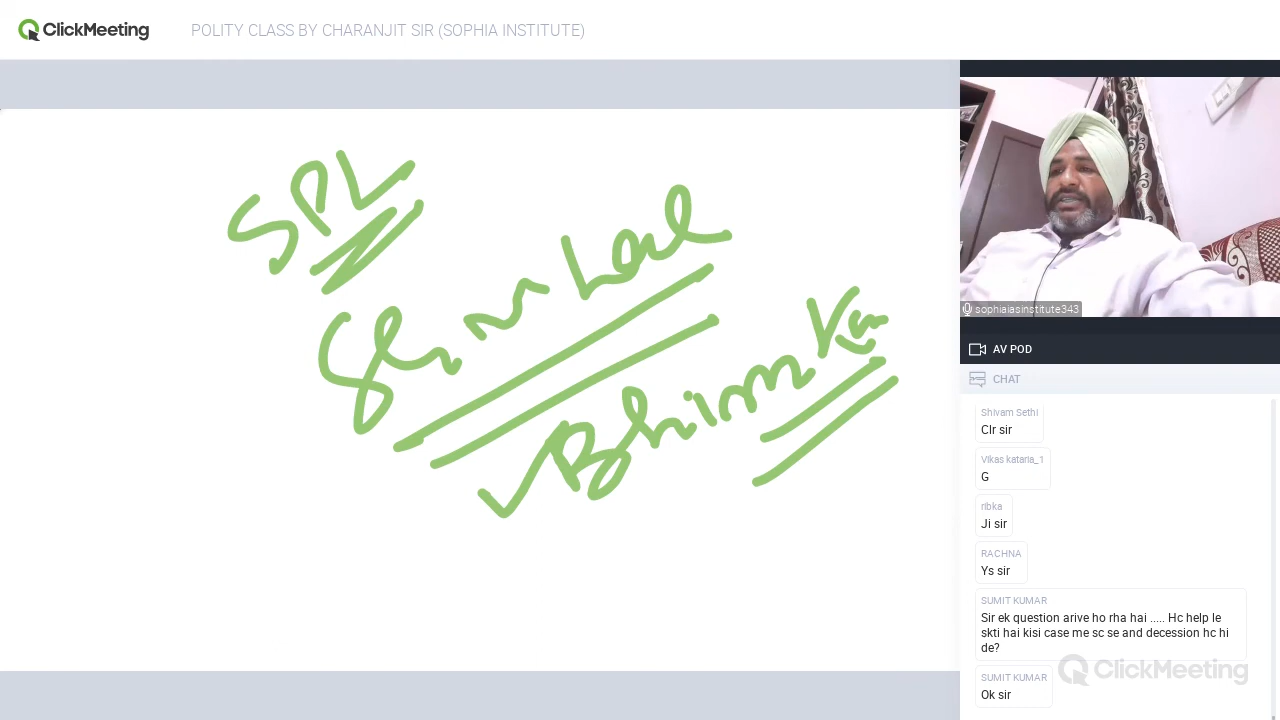 ClickMeeting
POLITY CLASS BY CHARANJIT SIR (SOPHIA INSTITUTE)
SPL
Lal
Bhim
sophiaiasinstitute343
AV POD
CHAT
Shivam Sethi
Clr sir
Vikas kataria_1
G
ribka
Ji sir
RACHNA
Ys sir
SUMIT KUMAR
Sir ek question arive ho rha hai ..... Hc help le
skti hai kisi case me sc se and decession hc hi
de?
SUMIT KUMAR
Ok sir
ClickMeeting